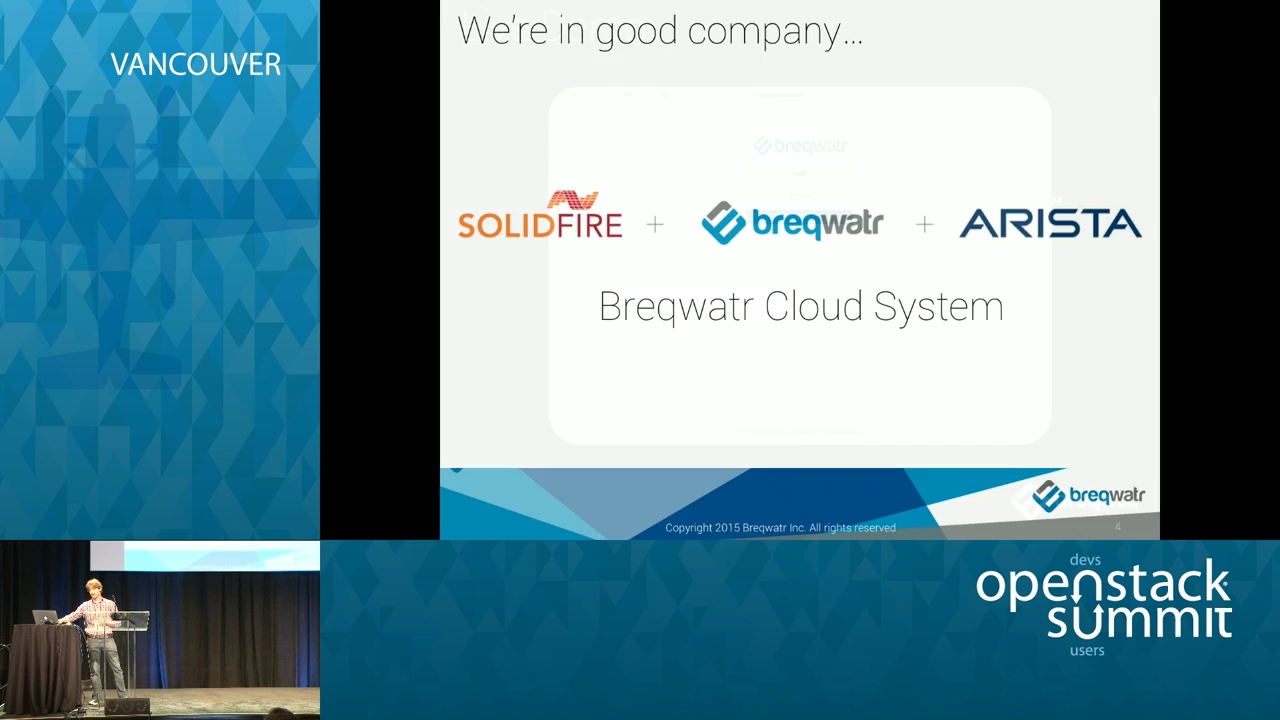 VANCOUVER
We're in good company...
breqwatr
SOLIDFIRE + breqwatr + ARISTA
Breqwatr Cloud System
breqwatr
Copyright 2015 Breqwatr Inc. All rights reserved
4
devs
openstack
summit
users